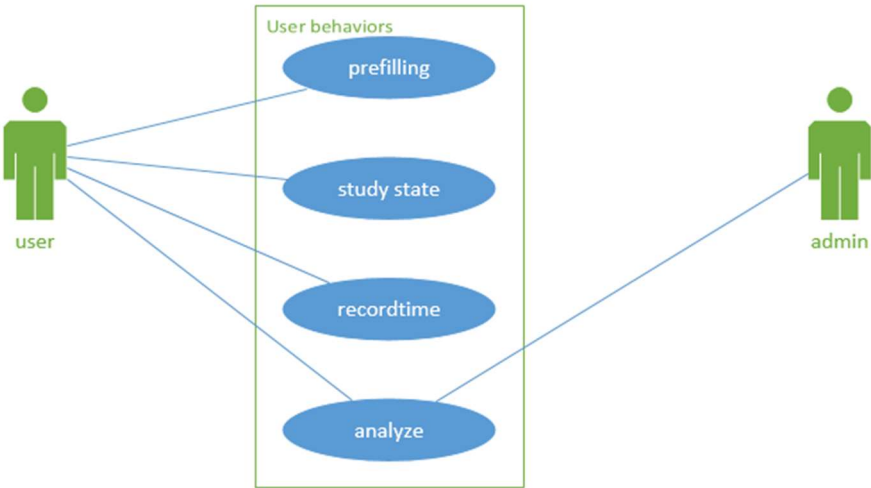 User behaviors
prefilling
study state
user
admin
recordtime
analyze